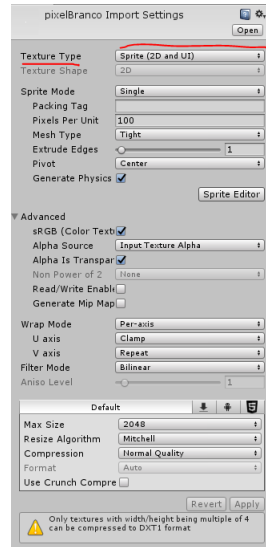 pixelBranco Import Settings
Open
Texture Type Sprite (2D and UI)
Texture Shape 2D
Sprite Mode Single
Packing Tag
Pixels Per Unit 100
Mesh Type Tight
Extrude Edges 1
Pivot Center
Generate Physics
Sprite Editor
Advanced
sRGB (Color Text
Alpha Source Input Texture Alpha
Alpha Is Transpar
Non Power of 2 None
Read/Write Enabl
Generate Mip Map
Wrap Mode Per-axis
U axis Clamp
V axis Repeat
Filter Mode Bilinear
Aniso Level 1
Default
Max Size 2048
Resize Algorithm Mitchell
Compression Normal Quality
Format Auto
Use Crunch Compre
Revert Apply
Only textures with width/height being multiple of 4
can be compressed to DXT1 format